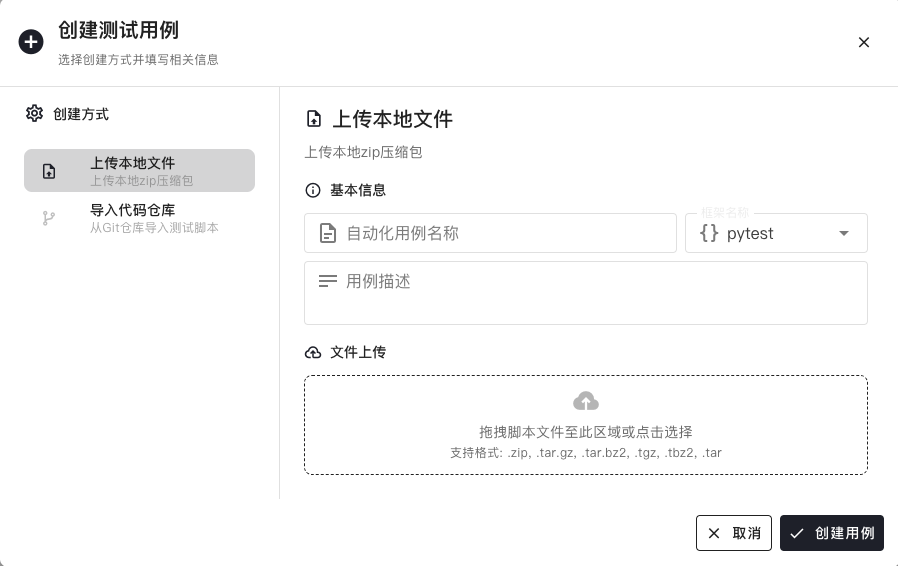 创建测试用例
选择创建方式并填写相关信息
创建方式
上传本地文件
上传本地zip压缩包
导入代码仓库
从Git仓库导入测试脚本
上传本地文件
上传本地zip压缩包
基本信息
自动化用例名称
框架名称
pytest
用例描述
文件上传
拖拽脚本文件至此区域或点击选择
支持格式: .zip, .tar.gz, .tar.bz2, .tgz, .tbz2, .tar
取消
创建用例